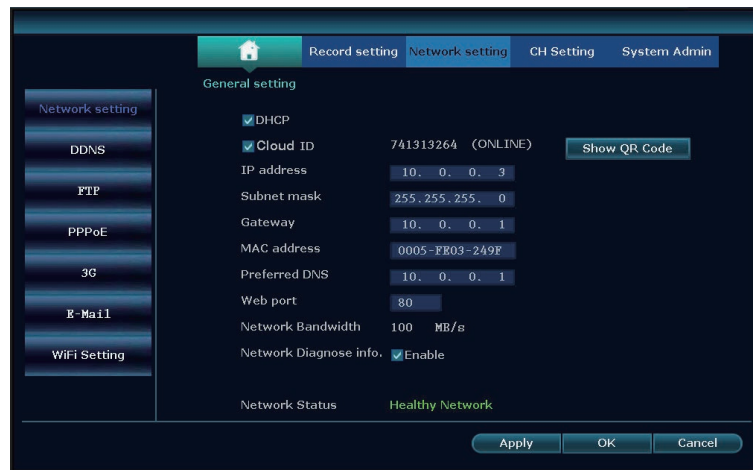 Record setting Network setting CH Setting System Admin
General setting
Network setting
DDNS
FTP
PPPoE
3G
E-Mail
WiFi Setting
DHCP
Cloud ID 741313264 (ONLINE) Show QR Code
IP address 10. 0. 0. 3
Subnet mask 255.255.255. 0
Gateway 10. 0. 0. 1
MAC address 0005-FE03-249F
Preferred DNS 10. 0. 0. 1
Web port 80
Network Bandwidth 100 MB/s
Network Diagnose info. Enable
Network Status Healthy Network
Apply OK Cancel